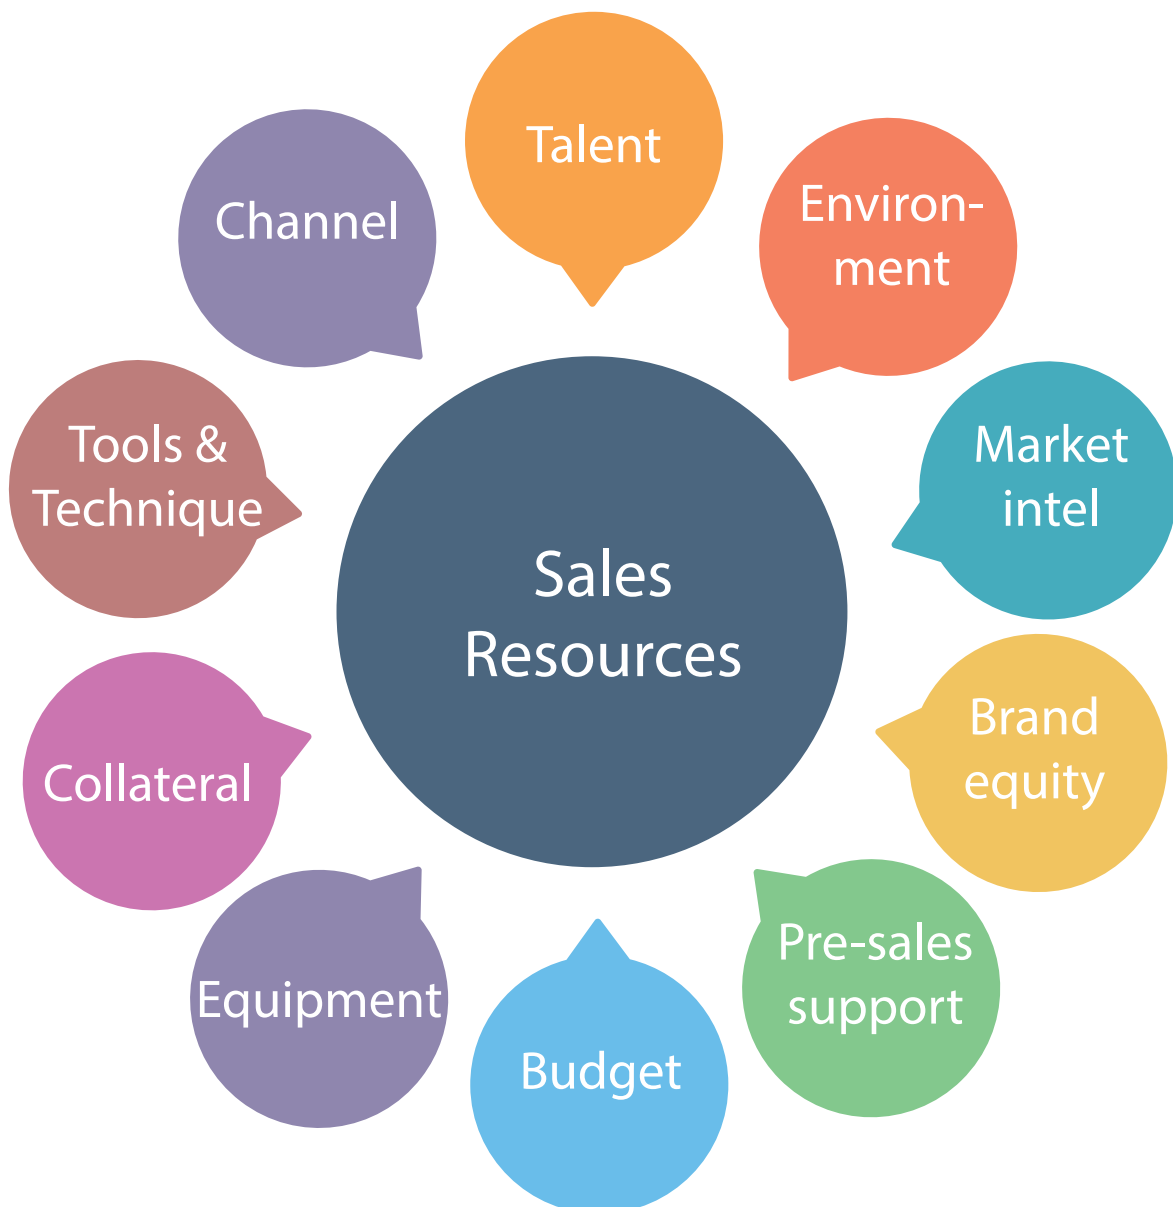 Talent
Environ-
ment
Market
intel
Brand
equity
Pre-sales
support
Budget
Equipment
Collateral
Tools &
Technique
Channel
Sales
Resources